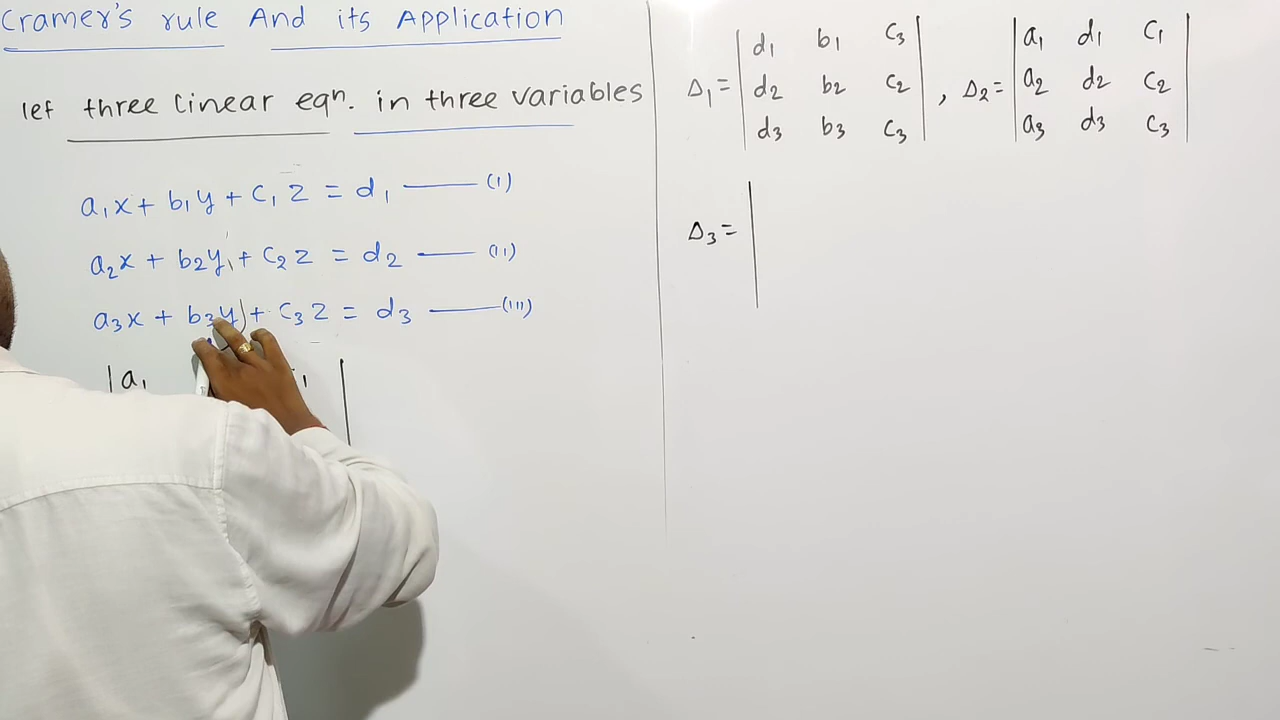 Cramer's rule And its Application
let three linear eqn. in three variables
a1x + b1y + c1z = d1 —— (i)
a2x + b2y + c2z = d2 —— (ii)
a3x + b3y + c3z = d3 —— (iii)
| a1
Δ1 = | d1 b1 c3 | , Δ2 = | a1 d1 c1 |
| d2 b2 c2 | | a2 d2 c2 |
| d3 b3 c3 | | a3 d3 c3 |
Δ3 = |